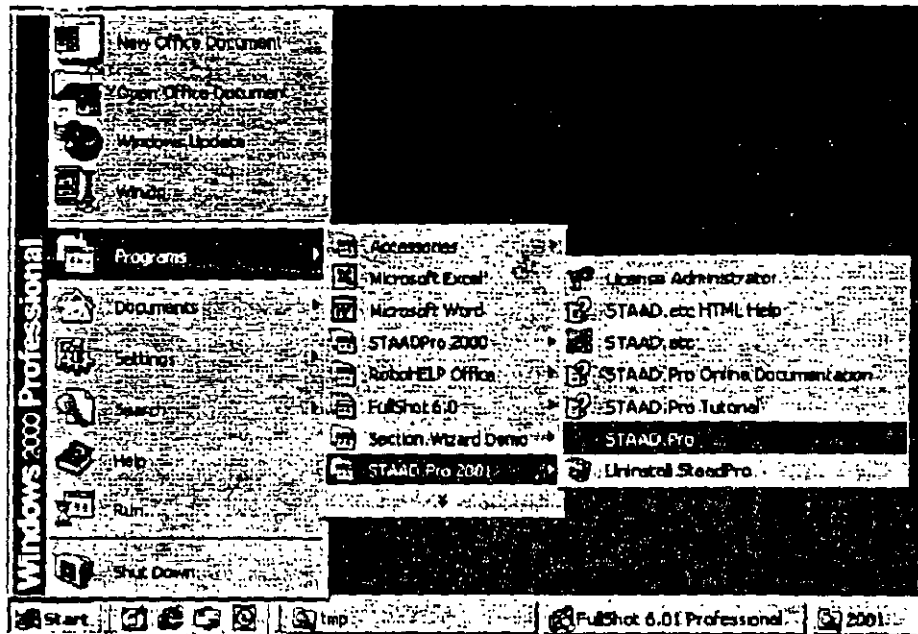 New Office Document
Open Office Document
Windows Update
WinZip
Programs
Documents
Settings
Search
Help
Run...
Shut Down...
Windows 2000 Professional
Accessories
Microsoft Excel
Microsoft Word
STAADPro 2000
RoboHELP Office
FullShot 6.0
Section Wizard Demo
STAAD.Pro 2001
License Administrator
STAAD.etc HTML Help
STAAD.etc
STAAD.Pro Online Documentation
STAAD.Pro Tutorial
STAAD.Pro
Uninstall StaadPro
Start
tmp
FullShot 6.01 Professional
2001